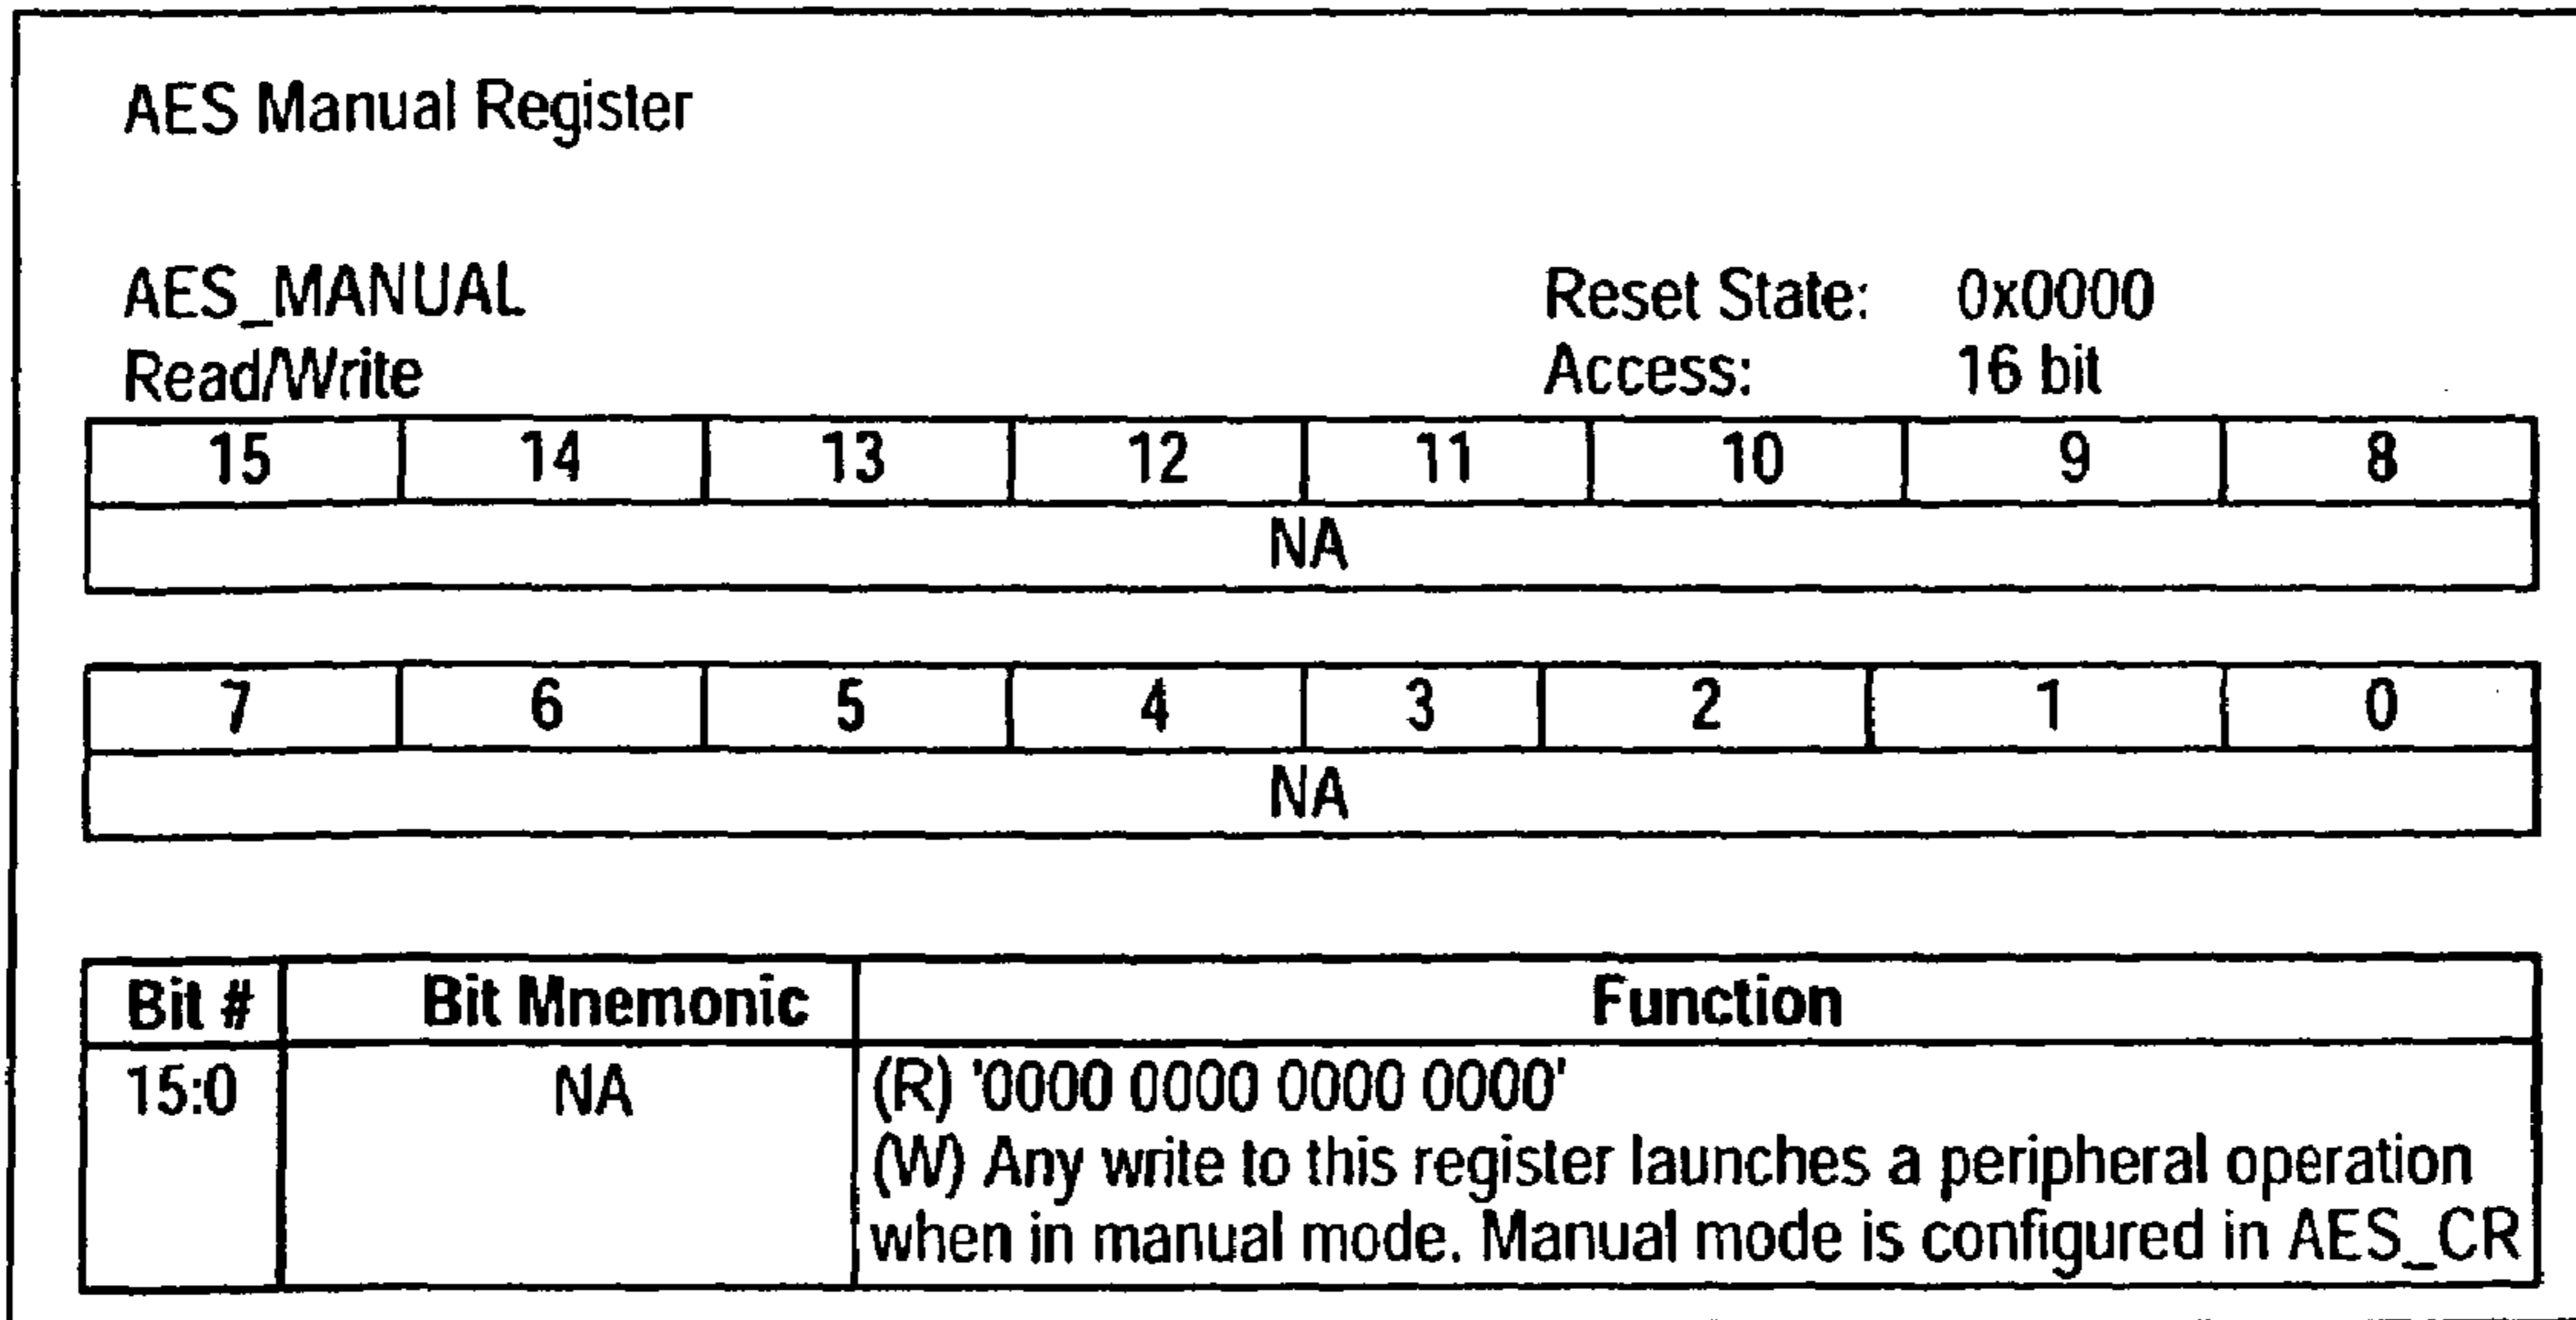 AES Manual Register
AES_MANUAL Reset State: 0x0000
Read/Write Access: 16 bit
15 14 13 12 11 10 9 8
NA
7 6 5 4 3 2 1 0
NA
Bit # Bit Mnemonic Function
15:0 NA (R) '0000 0000 0000 0000'
(W) Any write to this register launches a peripheral operation
when in manual mode. Manual mode is configured in AES_CR